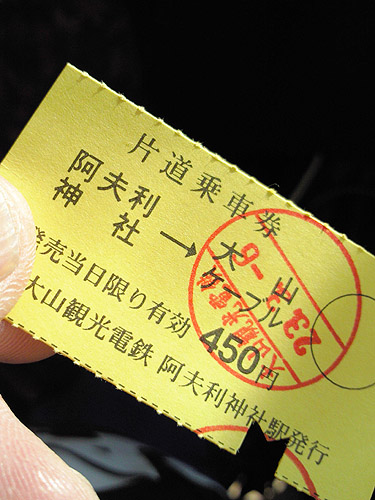 片道乗車券
阿夫利神社→大山ケーブル
発売当日限り有効 450円
大山観光電鉄 阿夫利神社駅発行